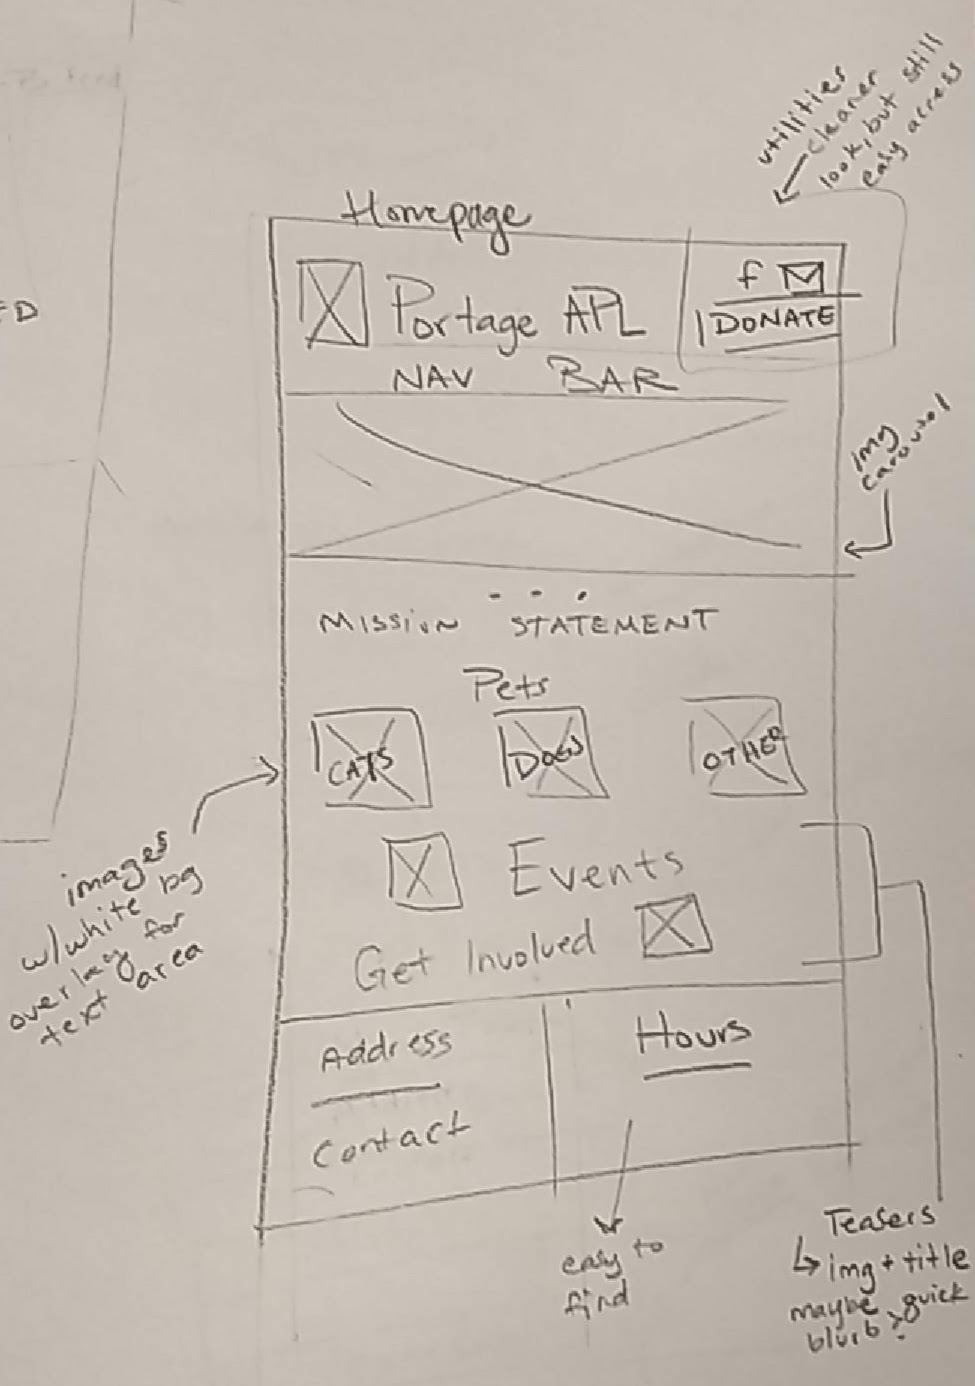 utilities
cleaner
look, but still
easy access
Homepage
f
Portage APL
DONATE
NAV BAR
img
carousel
MISSION STATEMENT
Pets
CATS
DOGS
OTHER
images
w/white bg
overlay for
text area
Events
Get Involved
Address
Hours
Contact
easy to
find
Teasers
img + title
maybe quick
blurb?
ED